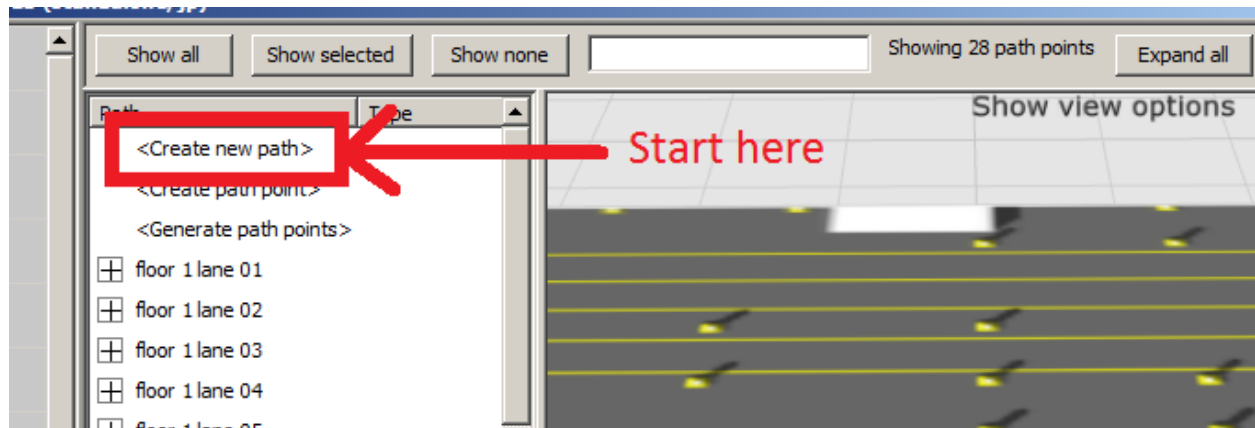 Show all Show selected Show none Showing 28 path points Expand all
Path Type
Show view options
<Create new path>
Start here
<Create path point>
<Generate path points>
floor 1 lane 01
floor 1 lane 02
floor 1 lane 03
floor 1 lane 04